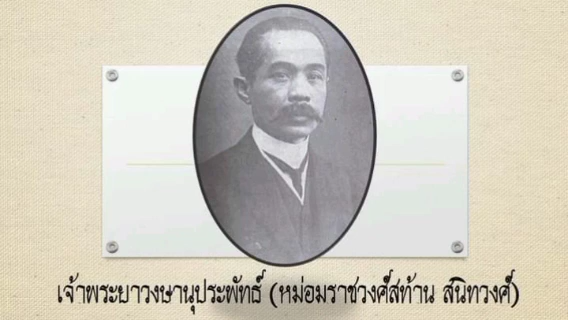 เจ้าพระยาวงษานุประพัทธ์ (หม่อมราชวงศ์สท้าน สนิทวงศ์)